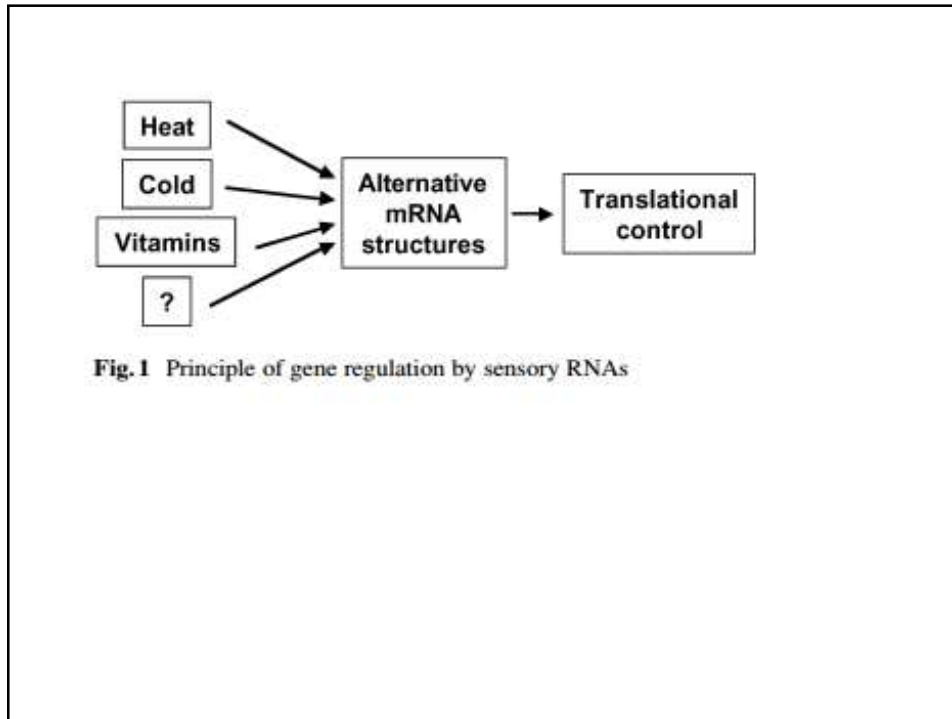 Heat
Cold
Vitamins
?
Alternative
mRNA
structures
Translational
control
Fig. 1 Principle of gene regulation by sensory RNAs